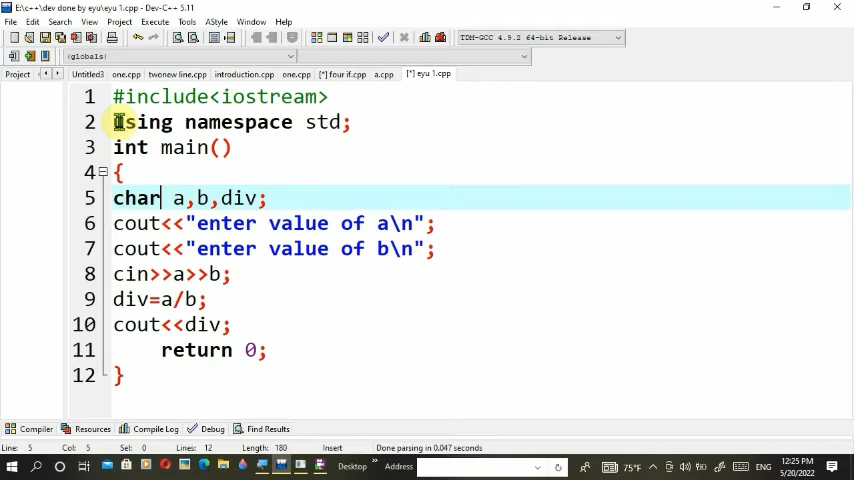 E:\c++\dev done by eyu\eyu 1.cpp - Dev-C++ 5.11
File Edit Search View Project Execute Tools AStyle Window Help
TDM-GCC 4.9.2 64-bit Release
(globals)
Project Untitled3 one.cpp twonew line.cpp introduction.cpp one.cpp [*] four if.cpp a.cpp [*] eyu 1.cpp
1 #include<iostream>
2 using namespace std;
3 int main()
4 {
5 char a,b,div;
6 cout<<"enter value of a\n";
7 cout<<"enter value of b\n";
8 cin>>a>>b;
9 div=a/b;
10 cout<<div;
11 return 0;
12 }
Compiler Resources Compile Log Debug Find Results
Line: 5 Col: 5 Sel: 0 Lines: 12 Length: 180 Insert Done parsing in 0.047 seconds
Desktop Address 75°F ENG 12:25 PM
5/20/2022